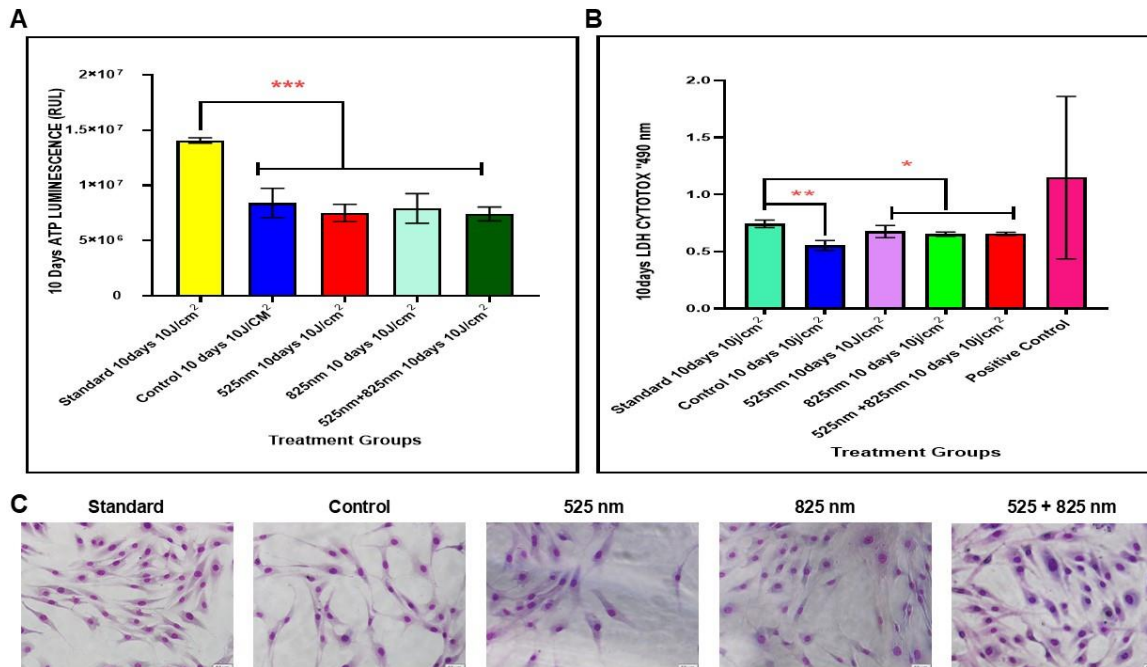 A
10 Days ATP LUMINESCENCE (RUL)
2×10⁷
1.5×10⁷
1×10⁷
5×10⁶
0
***
Standard 10days 10J/cm²
Control 10 days 10J/CM²
525nm 10days 10J/cm²
825nm 10 days 10J/cm²
525nm+825nm 10days 10J/cm²
Treatment Groups
B
10days LDH CYTOTOX "490 nm
2.0
1.5
1.0
0.5
0.0
*
**
Standard 10days 10j/cm²
Control 10 days 10j/cm²
525nm 10days 10J/cm²
825nm 10 days 10j/cm²
525nm +825nm 10 days 10j/cm²
Positive Control
Treatment Groups
C
Standard
Control
525 nm
825 nm
525 + 825 nm